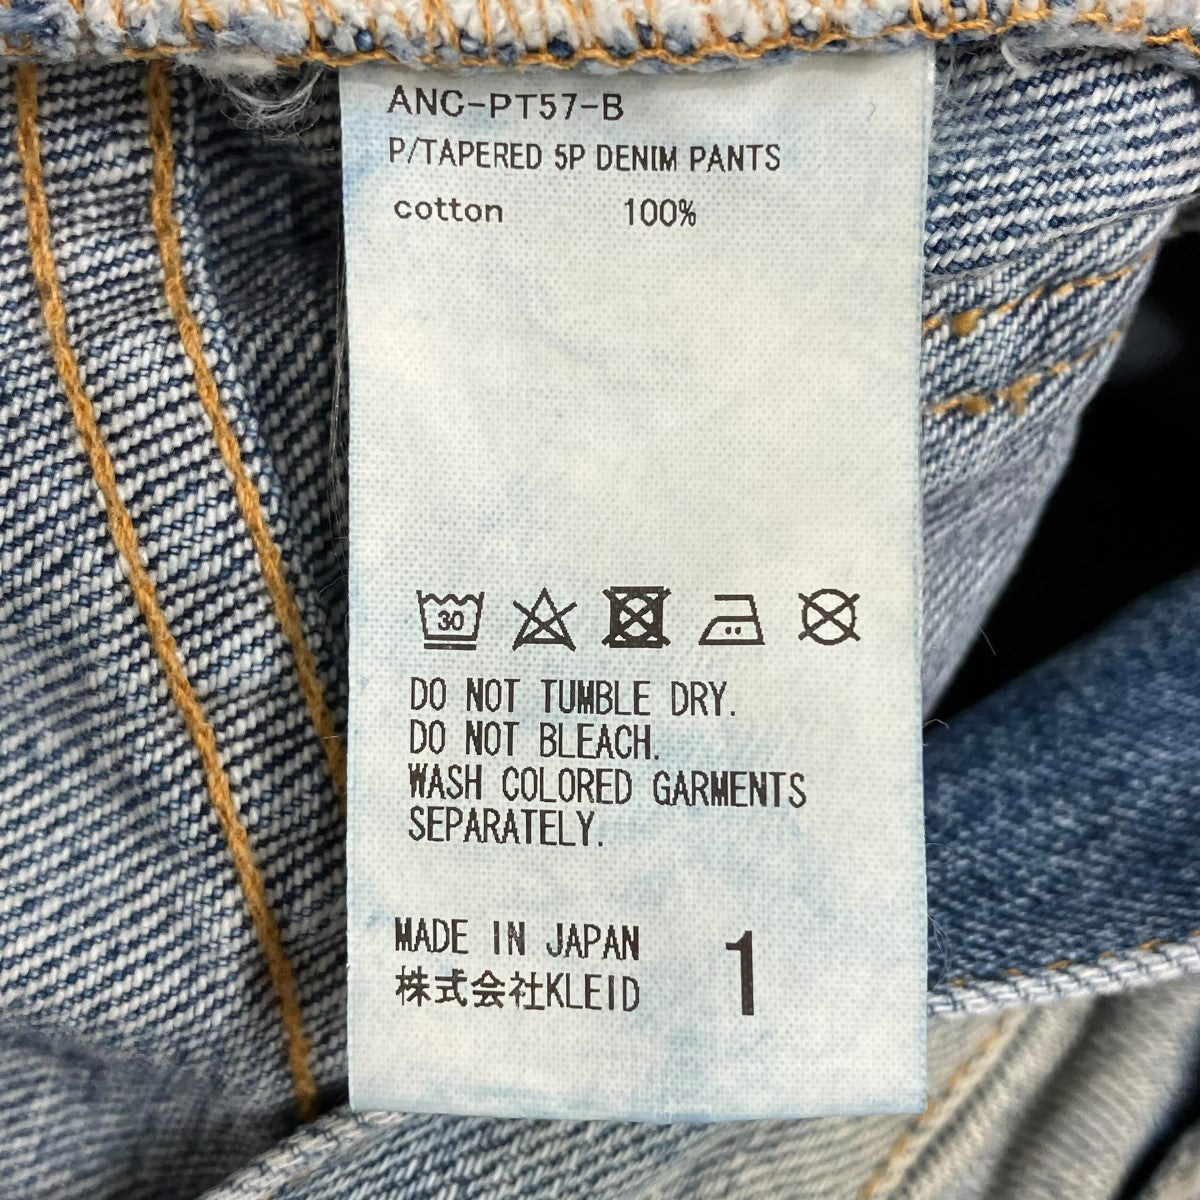 ANC-PT57-B
P/TAPERED 5P DENIM PANTS
cotton 100%
30
DO NOT TUMBLE DRY.
DO NOT BLEACH.
WASH COLORED GARMENTS
SEPARATELY.
MADE IN JAPAN
株式会社KLEID
1